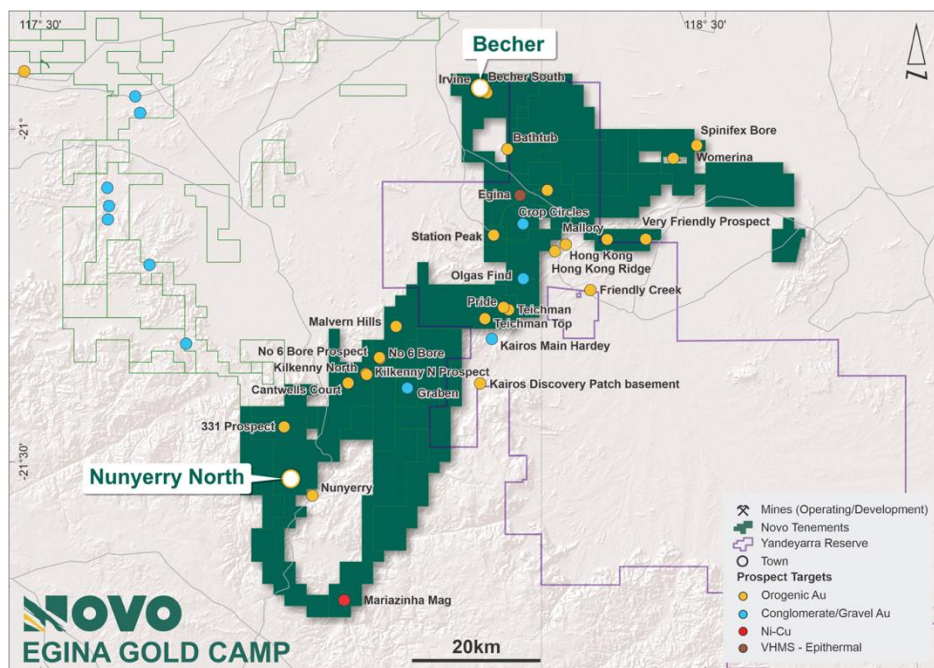 117° 30'
118° 30'
Becher
Z
Irvine
Becher South
-21°
Bathtub
Spinifex Bore
Womerina
Egina
Crop Circles
Mallory
Very Friendly Prospect
Station Peak
Hong Kong
Hong Kong Ridge
Olgas Find
Friendly Creek
Pride
Teichman
Malvern Hills
Teichman Top
No 6 Bore Prospect
No 6 Bore
Kairos Main Hardey
Kilkenny North
Kilkenny N Prospect
Cantwells Court
Graben
Kairos Discovery Patch basement
331 Prospect
-21°30'
Nunyerry North
Nunyerry
Mines (Operating/Development)
Novo Tenements
Yandeyarra Reserve
Town
Prospect Targets
Orogenic Au
Conglomerate/Gravel Au
Ni-Cu
VHMS - Epithermal
Mariazinha Mag
NOVO
EGINA GOLD CAMP
20km